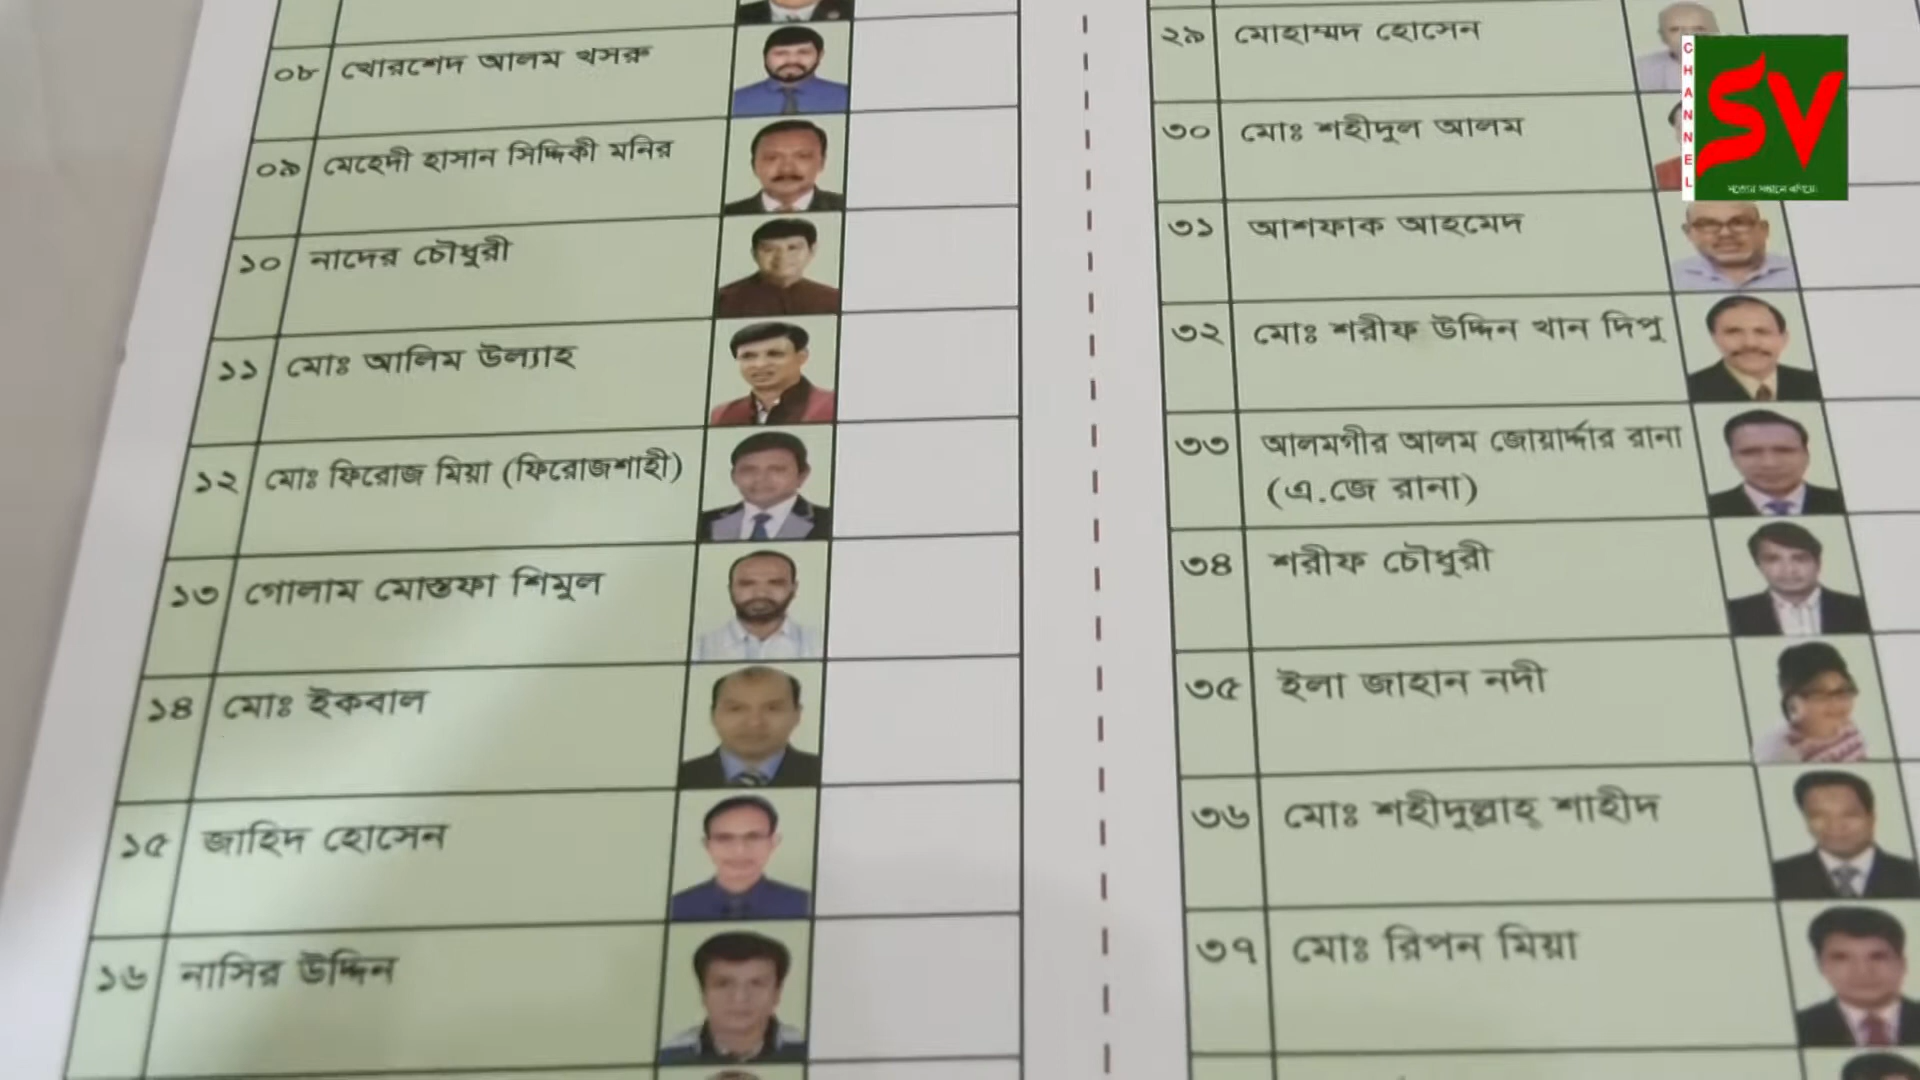 ০৮ খোরশেদ আলম খসরু
০৯ মেহেদী হাসান সিদ্দিকী মনির
১০ নাদের চৌধুরী
১১ মোঃ আলিম উল্যাহ
১২ মোঃ ফিরোজ মিয়া (ফিরোজশাহী)
১৩ গোলাম মোস্তফা শিমুল
১৪ মোঃ ইকবাল
১৫ জাহিদ হোসেন
১৬ নাসির উদ্দিন
২৯ মোহাম্মদ হোসেন
৩০ মোঃ শহীদুল আলম
৩১ আশফাক আহমেদ
৩২ মোঃ শরীফ উদ্দিন খান দিপু
৩৩ আলমগীর আলম জোয়ার্দ্দার রানা
(এ.জে রানা)
৩৪ শরীফ চৌধুরী
৩৫ ইলা জাহান নদী
৩৬ মোঃ শহীদুল্লাহ্ শাহীদ
৩৭ মোঃ রিপন মিয়া
CHANNEL
SV